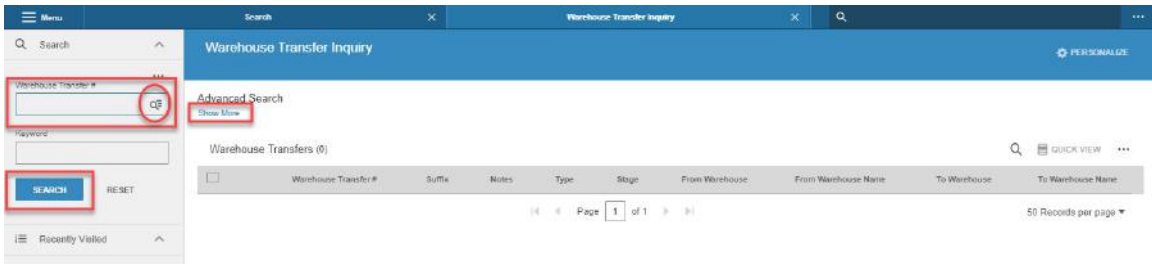 Menu
Search
Warehouse Transfer Inquiry
Search
Warehouse Transfer #
Keyword
SEARCH
RESET
Recently Visited
Warehouse Transfer Inquiry
PERSONALIZE
Advanced Search
Show More
Warehouse Transfers (0)
QUICK VIEW
Warehouse Transfer # Suffix Notes Type Stage From Warehouse From Warehouse Name To Warehouse To Warehouse Name
Page 1 of 1
50 Records per page